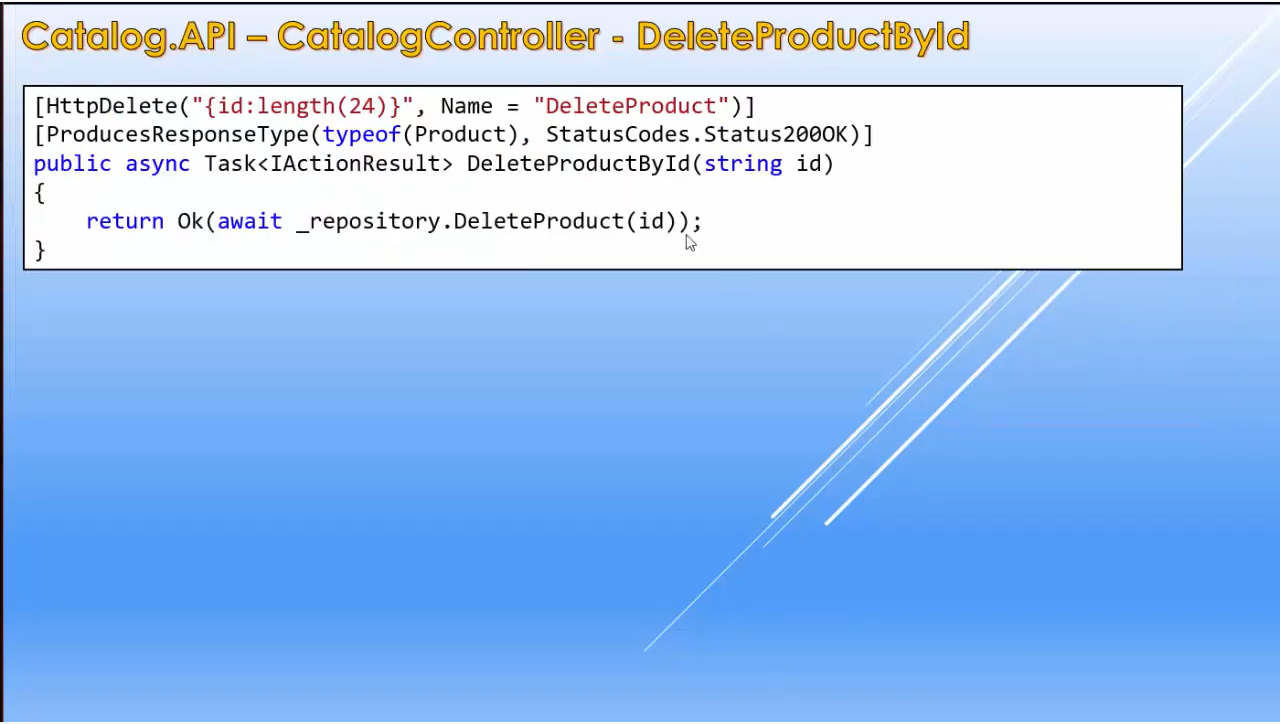 Catalog.API – CatalogController - DeleteProductById
[HttpDelete("{id:length(24)}", Name = "DeleteProduct")]
[ProducesResponseType(typeof(Product), StatusCodes.Status200OK)]
public async Task<IActionResult> DeleteProductById(string id)
{
    return Ok(await _repository.DeleteProduct(id));
}